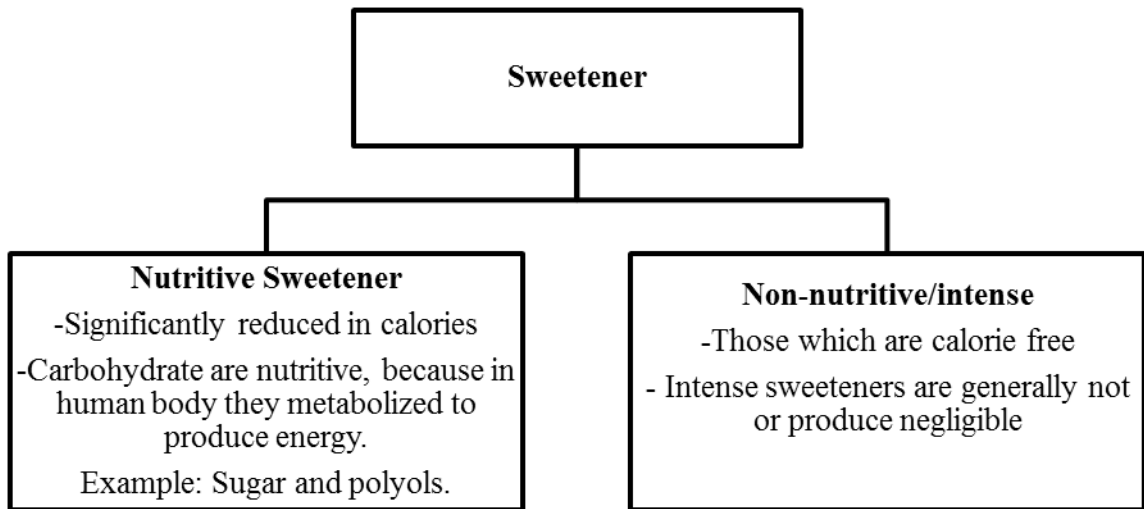 Sweetener
Nutritive Sweetener
-Significantly reduced in calories
-Carbohydrate are nutritive, because in
human body they metabolized to
produce energy.
Example: Sugar and polyols.
Non-nutritive/intense
-Those which are calorie free
- Intense sweeteners are generally not
or produce negligible